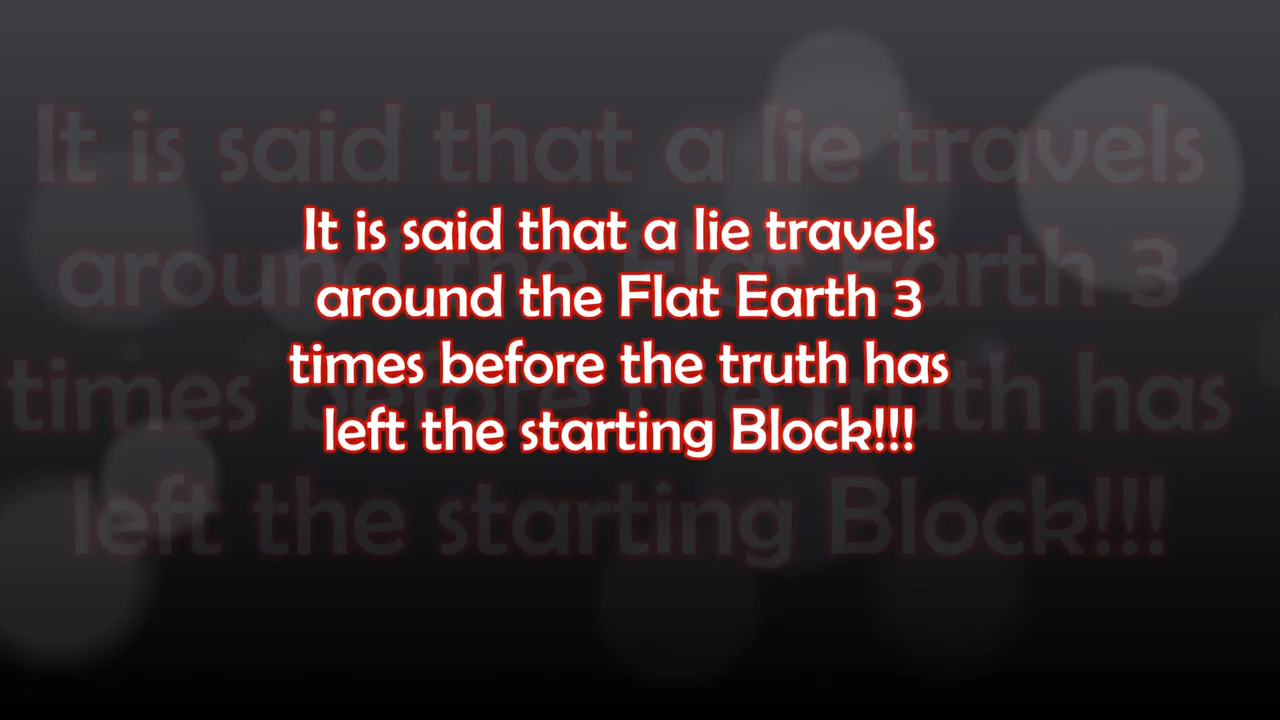 It is said that a lie travels
around the Flat Earth 3
times before the truth has
left the starting Block!!!